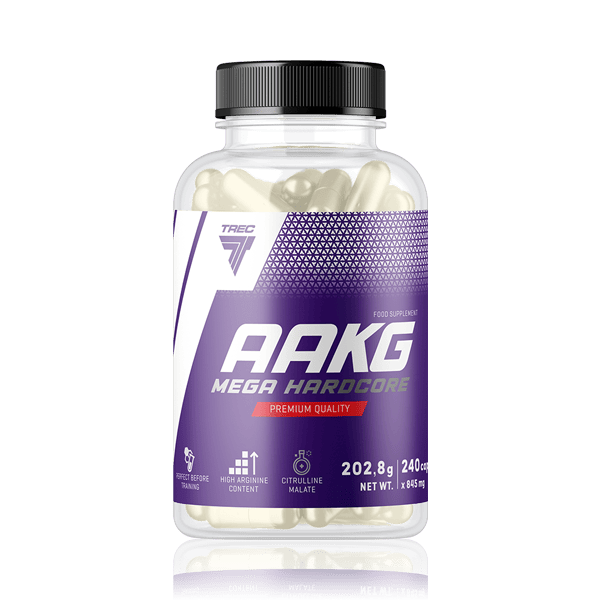 TREC
FOOD SUPPLEMENT
AAKG
MEGA HARDCORE
PREMIUM QUALITY
PERFECT BEFORE
TRAINING
HIGH ARGININE
CONTENT
CITRULLINE
MALATE
202,8g
NET WT.
240 cap
x 845 mg